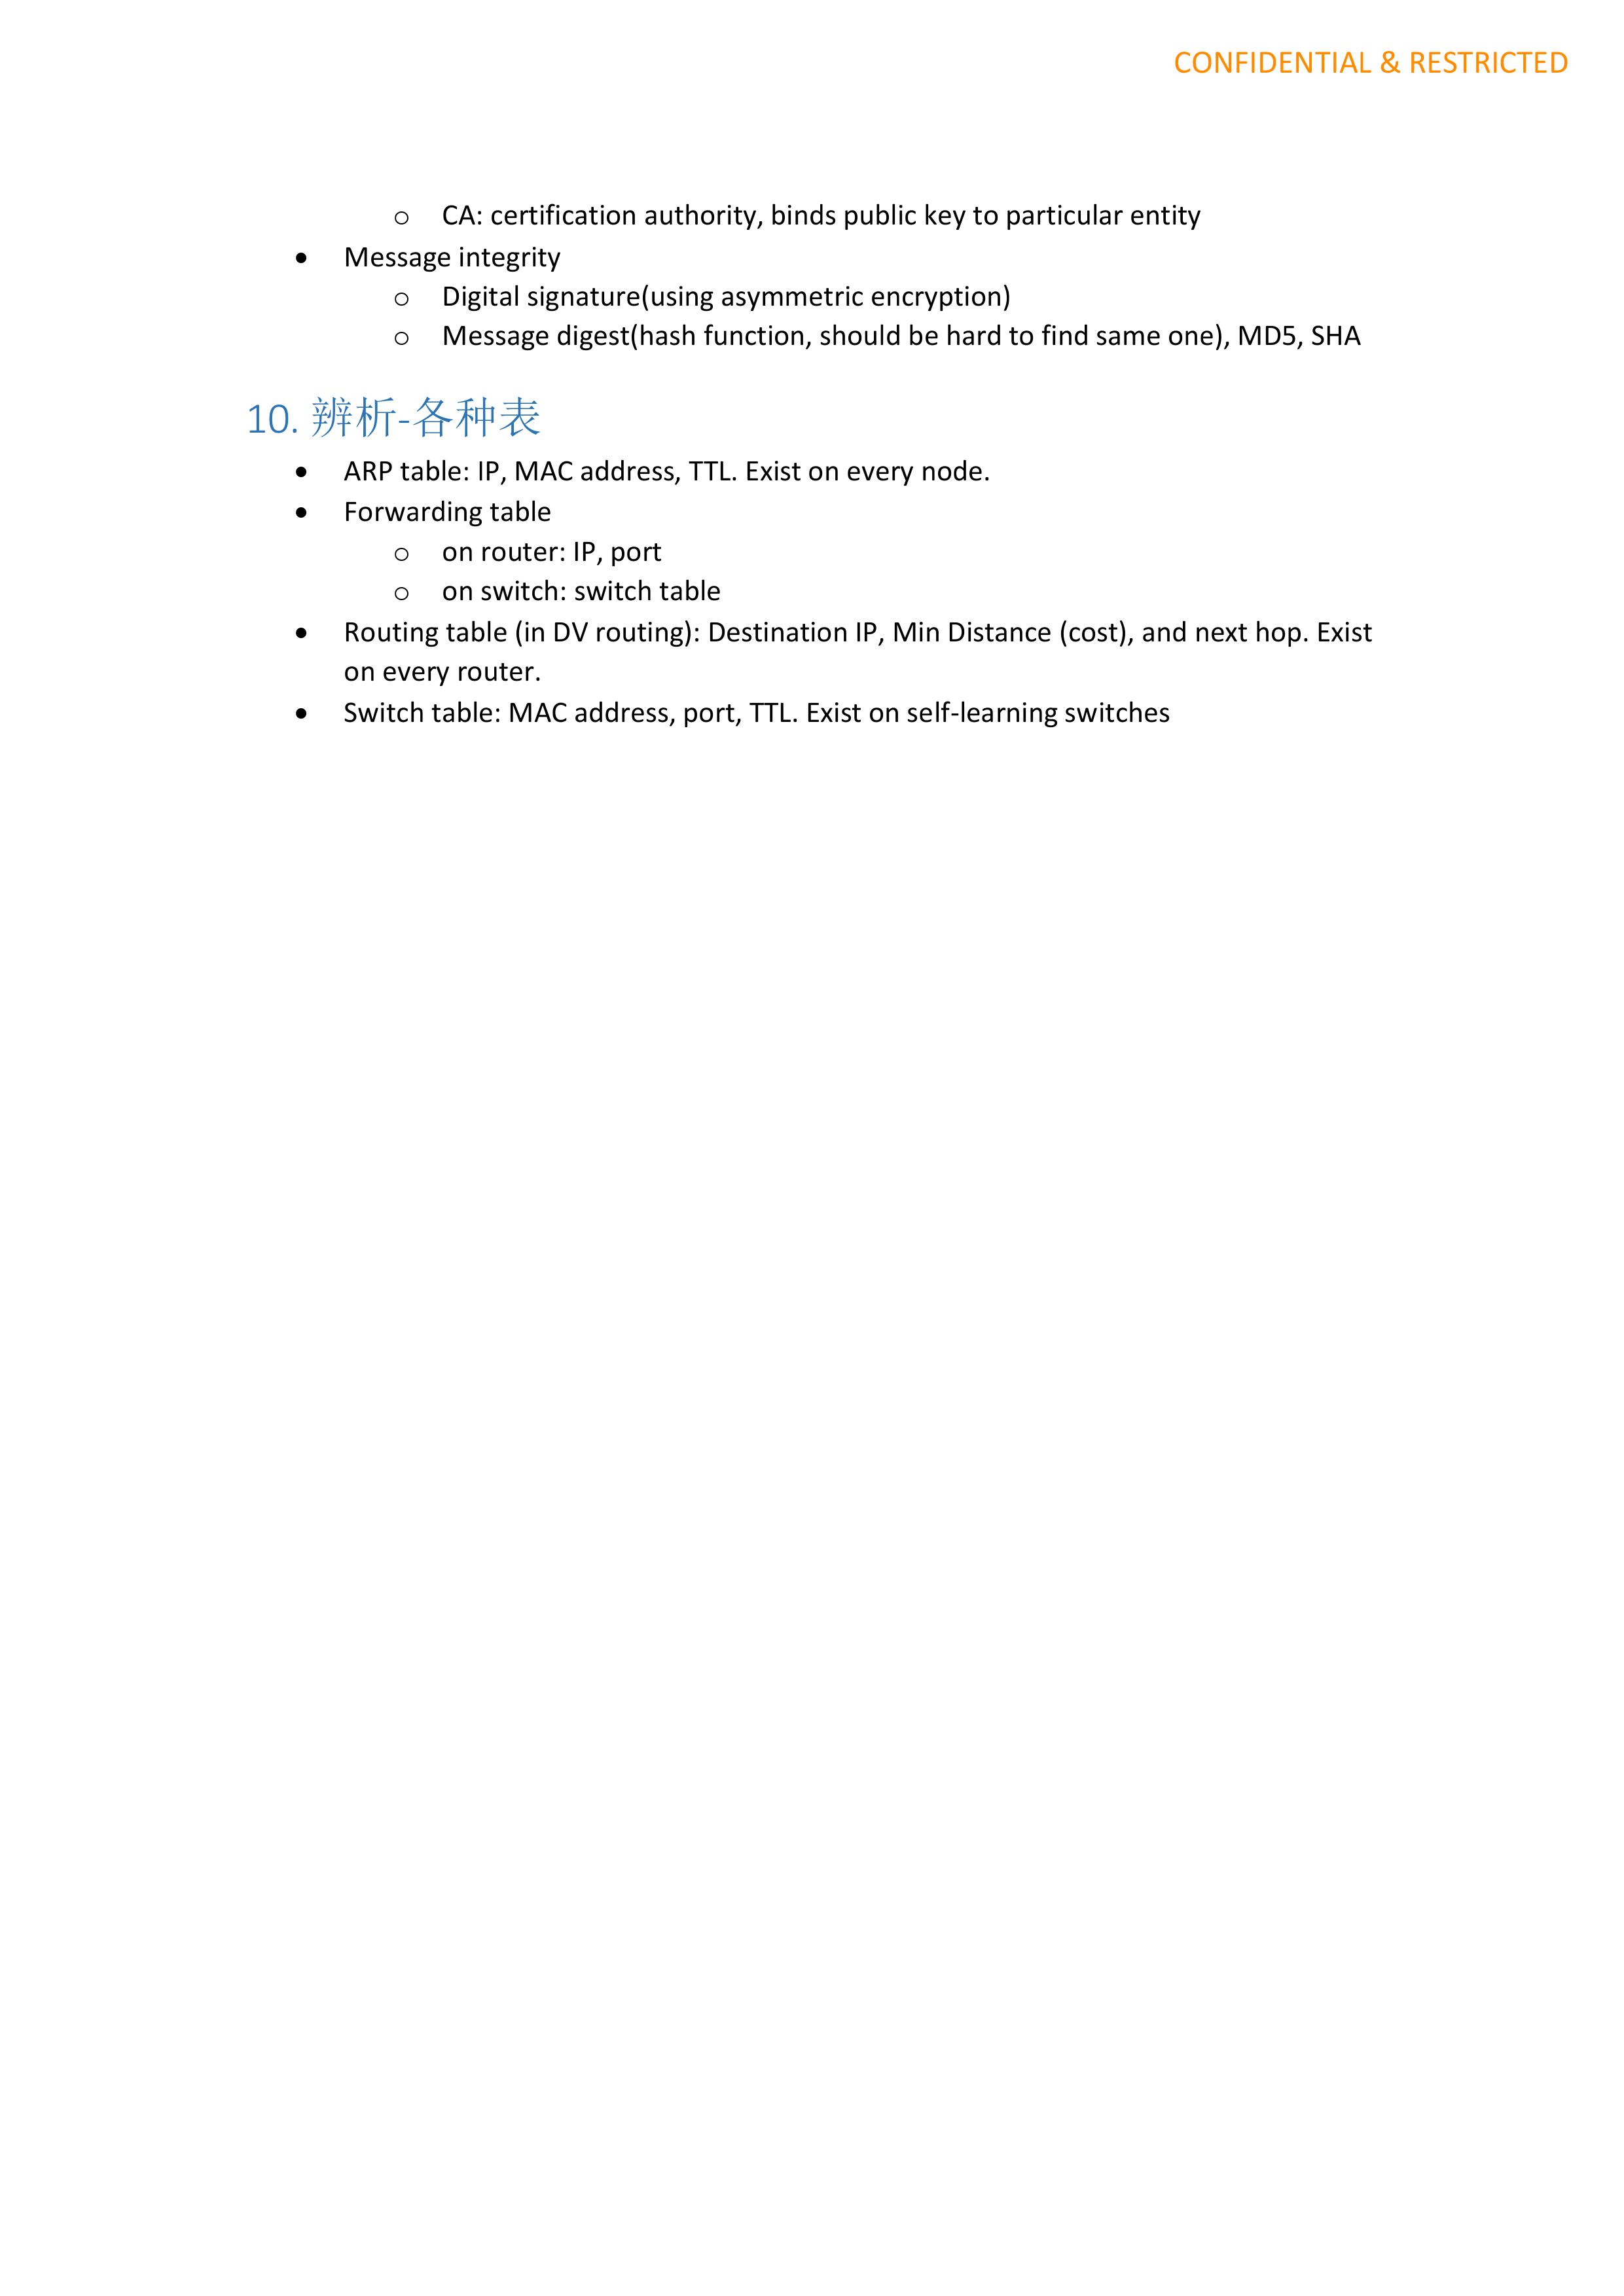 CONFIDENTIAL & RESTRICTED
o CA: certification authority, binds public key to particular entity
• Message integrity
o Digital signature(using asymmetric encryption)
o Message digest(hash function, should be hard to find same one), MD5, SHA
10. 辨析-各种表
• ARP table: IP, MAC address, TTL. Exist on every node.
• Forwarding table
o on router: IP, port
o on switch: switch table
• Routing table (in DV routing): Destination IP, Min Distance (cost), and next hop. Exist
on every router.
• Switch table: MAC address, port, TTL. Exist on self-learning switches